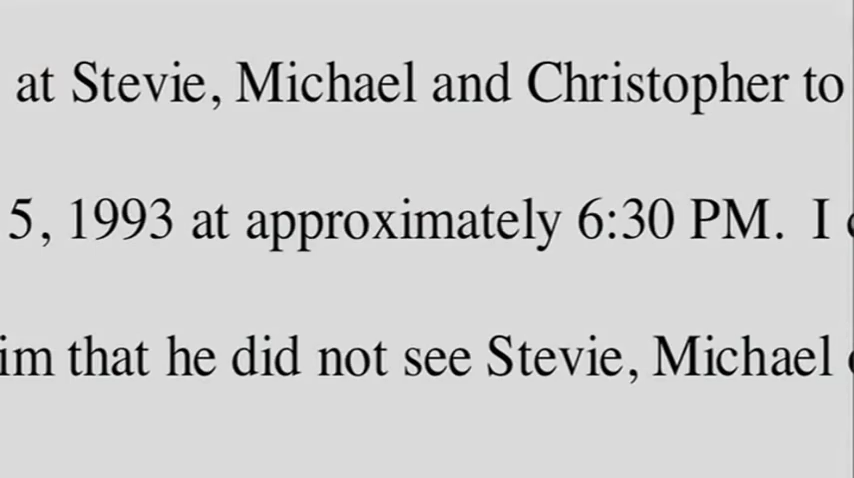 at Stevie, Michael and Christopher to
5, 1993 at approximately 6:30 PM. I
that he did not see Stevie, Michael